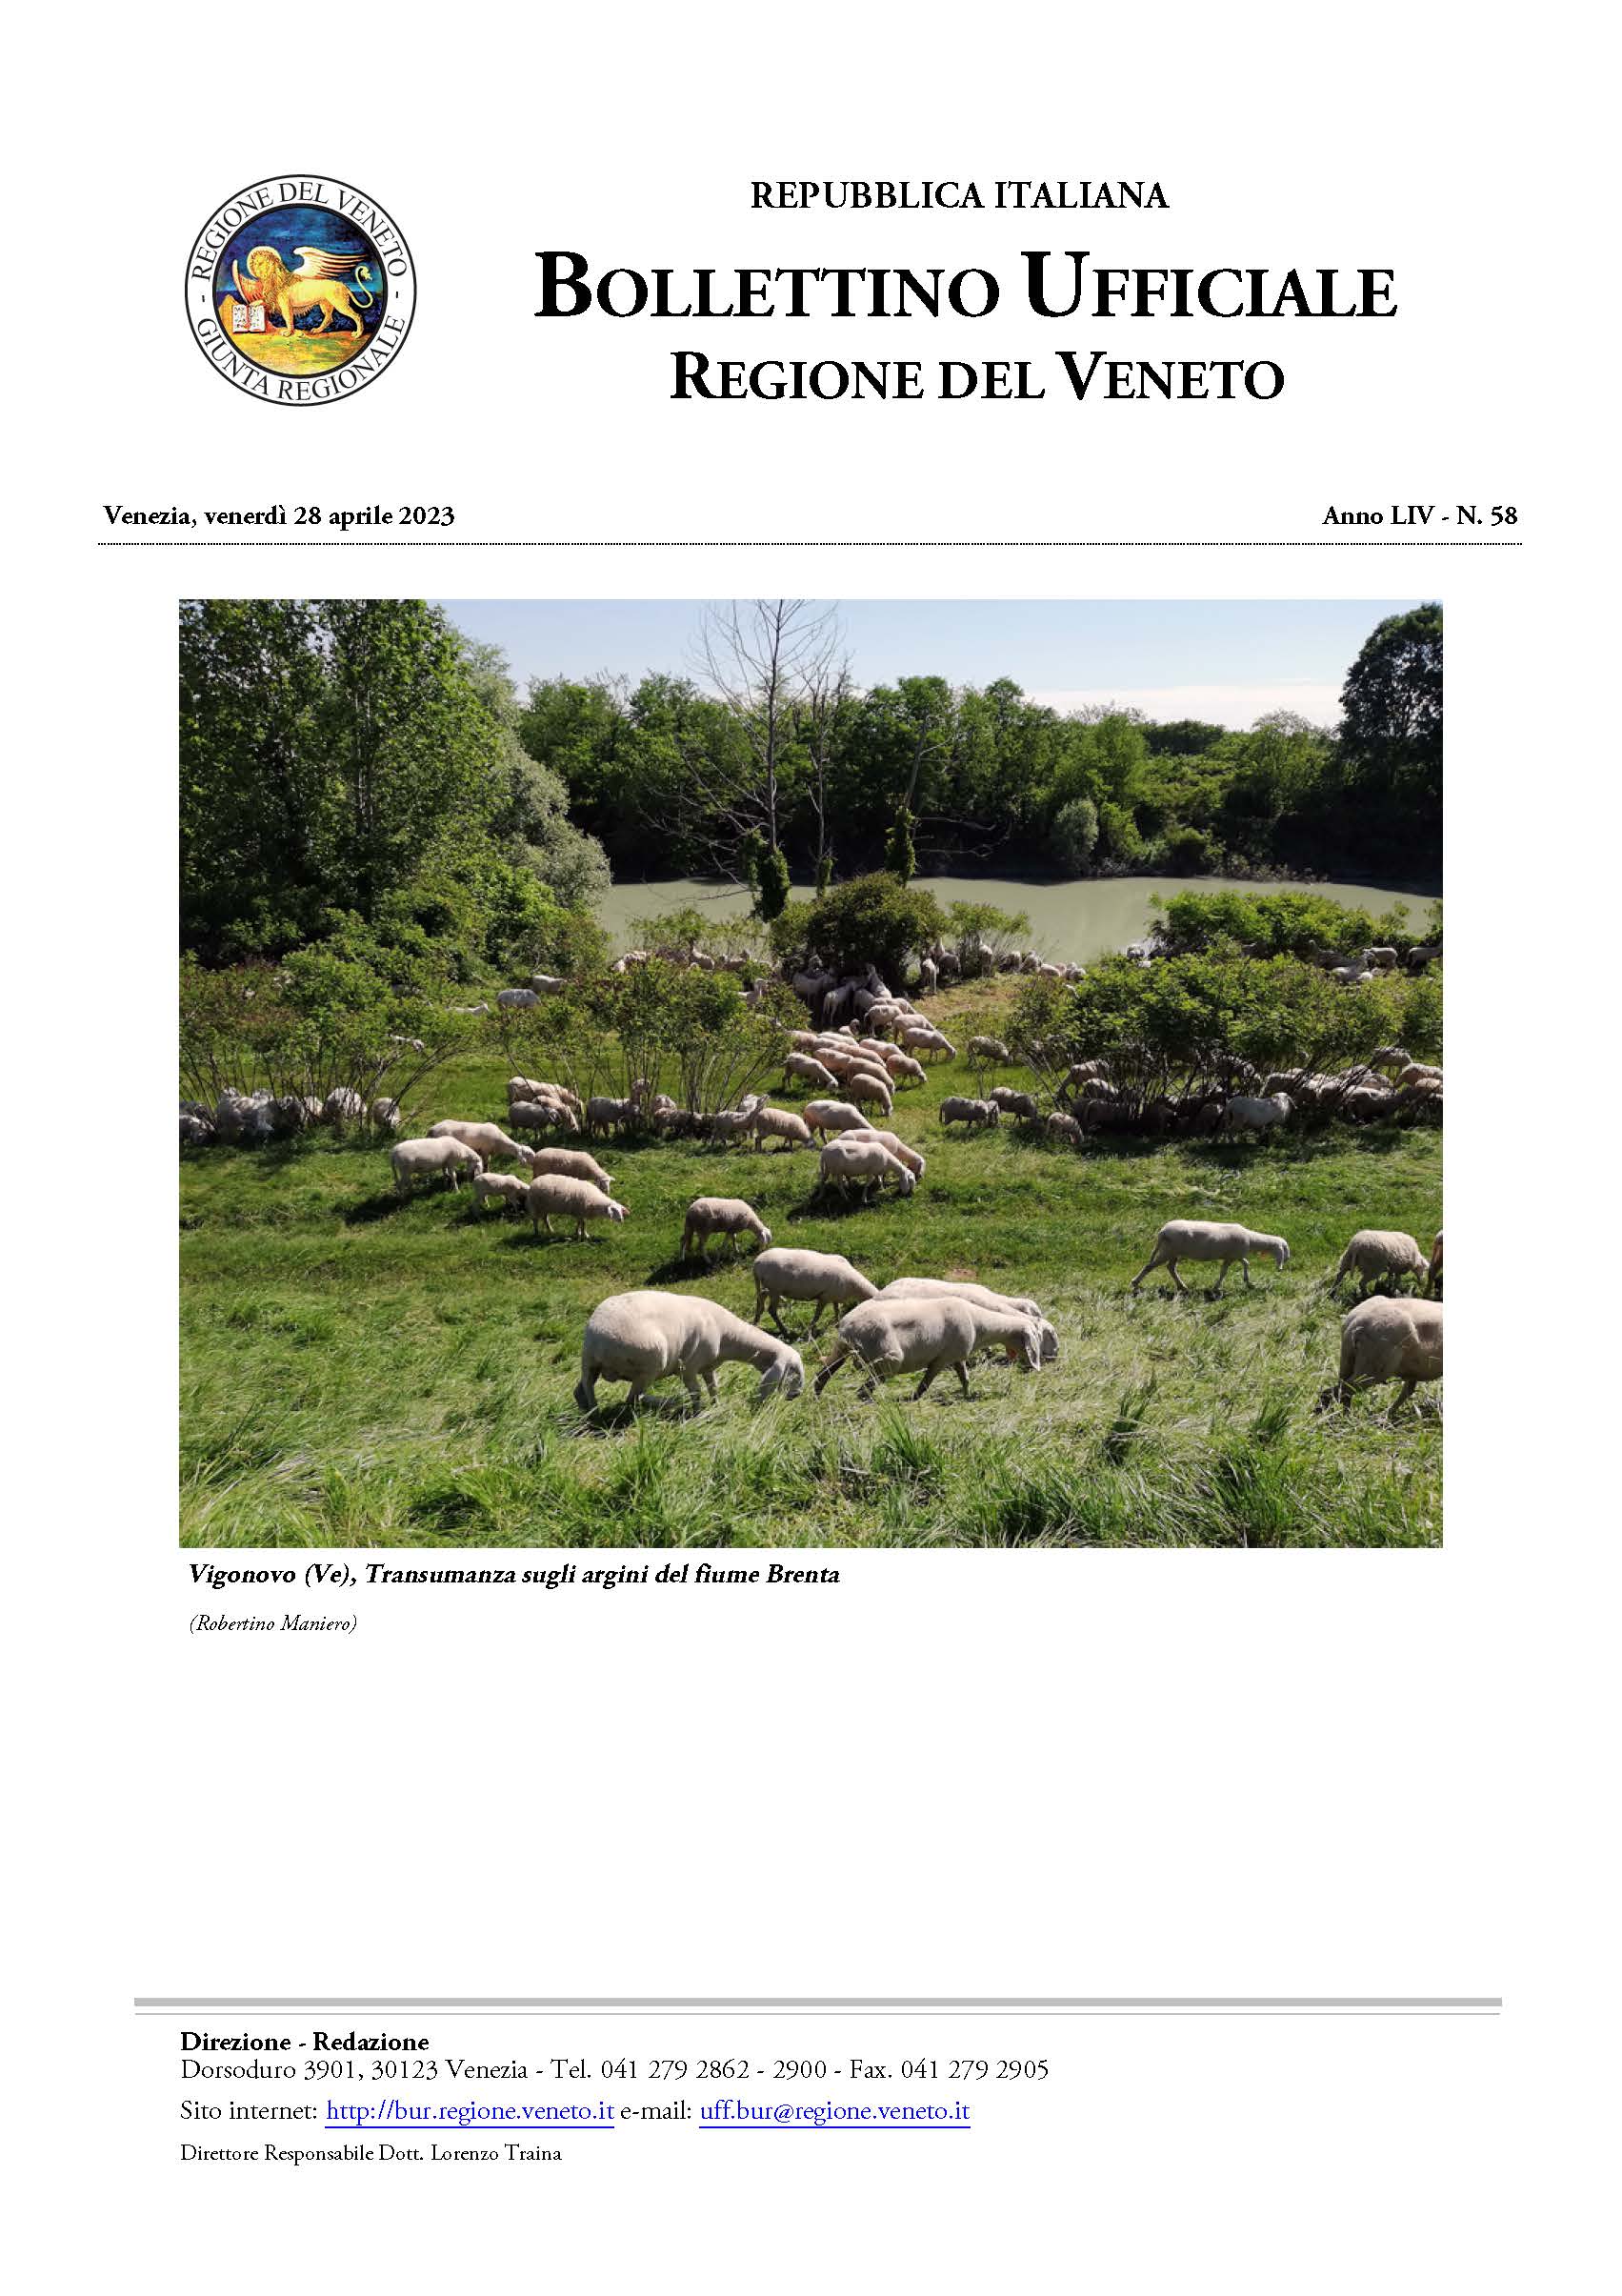 REGIONE DEL VENETO
- GIUNTA REGIONALE -
REPUBBLICA ITALIANA
BOLLETTINO UFFICIALE
REGIONE DEL VENETO
Venezia, venerdì 28 aprile 2023
Anno LIV - N. 58
Vigonovo (Ve), Transumanza sugli argini del fiume Brenta
(Robertino Maniero)
Direzione - Redazione
Dorsoduro 3901, 30123 Venezia - Tel. 041 279 2862 - 2900 - Fax. 041 279 2905
Sito internet: http://bur.regione.veneto.it e-mail: uff.bur@regione.veneto.it
Direttore Responsabile Dott. Lorenzo Traina